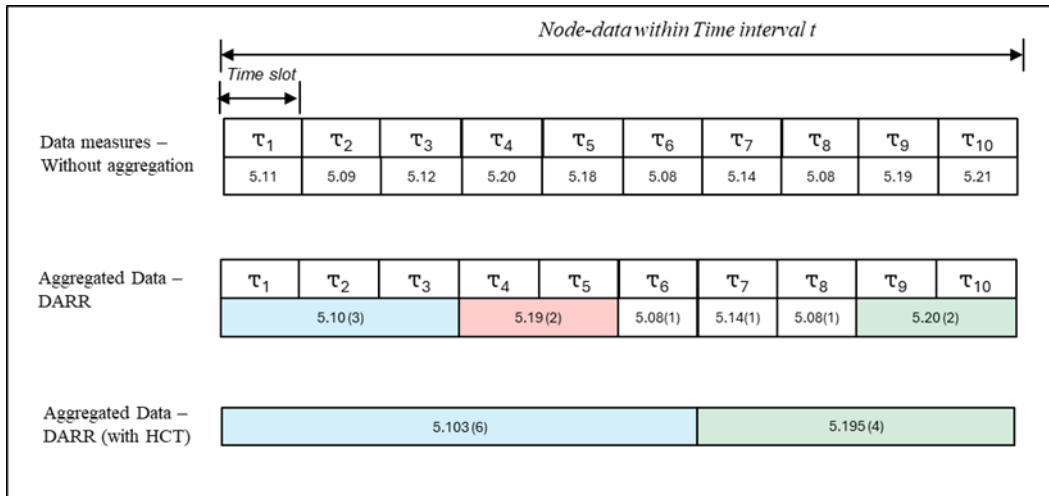 Node-data within Time interval t
Time slot
Data measures –
Without aggregation
τ1 τ2 τ3 τ4 τ5 τ6 τ7 τ8 τ9 τ10
5.11 5.09 5.12 5.20 5.18 5.08 5.14 5.08 5.19 5.21
Aggregated Data –
DARR
τ1 τ2 τ3 τ4 τ5 τ6 τ7 τ8 τ9 τ10
5.10(3) 5.19(2) 5.08(1) 5.14(1) 5.08(1) 5.20(2)
Aggregated Data –
DARR (with HCT)
5.103(6) 5.195(4)